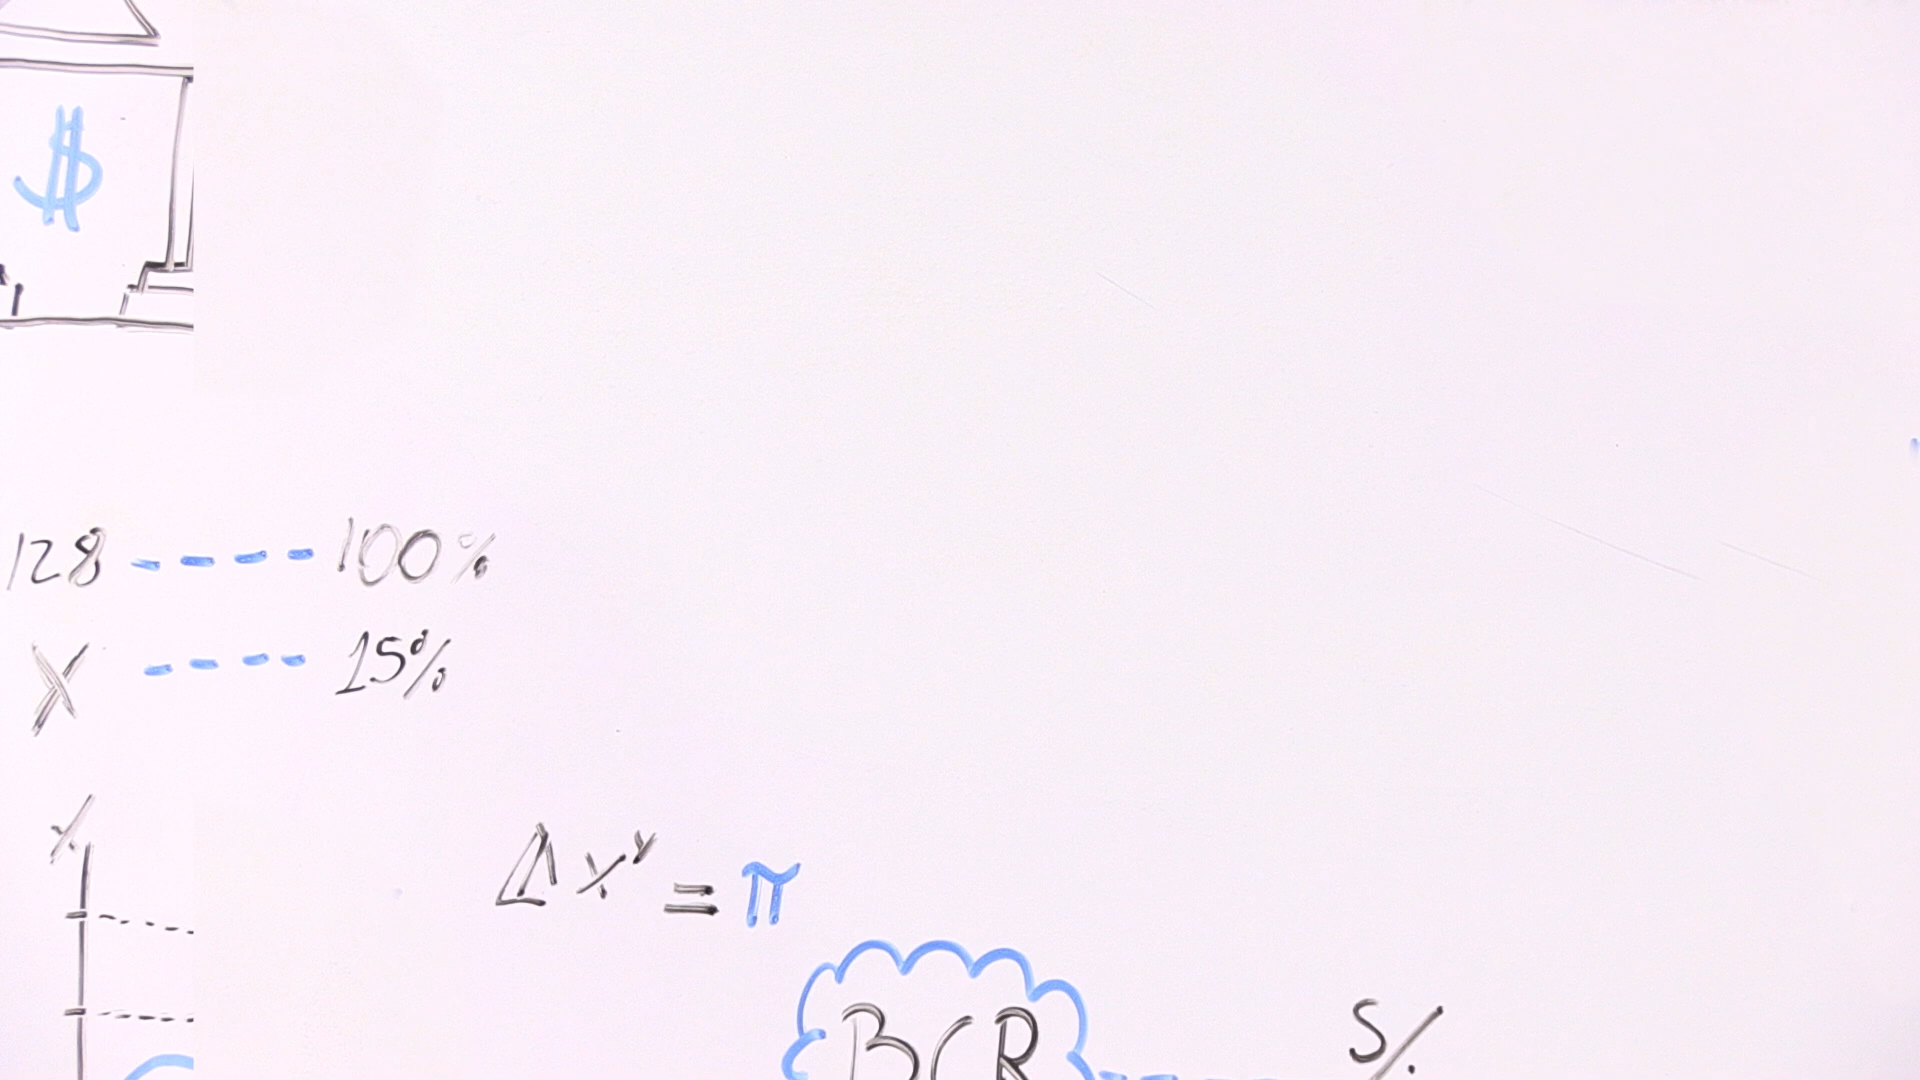 $
128 ---- 100%
X ---- 15%
%
Δx^y = π
BCR
S/.